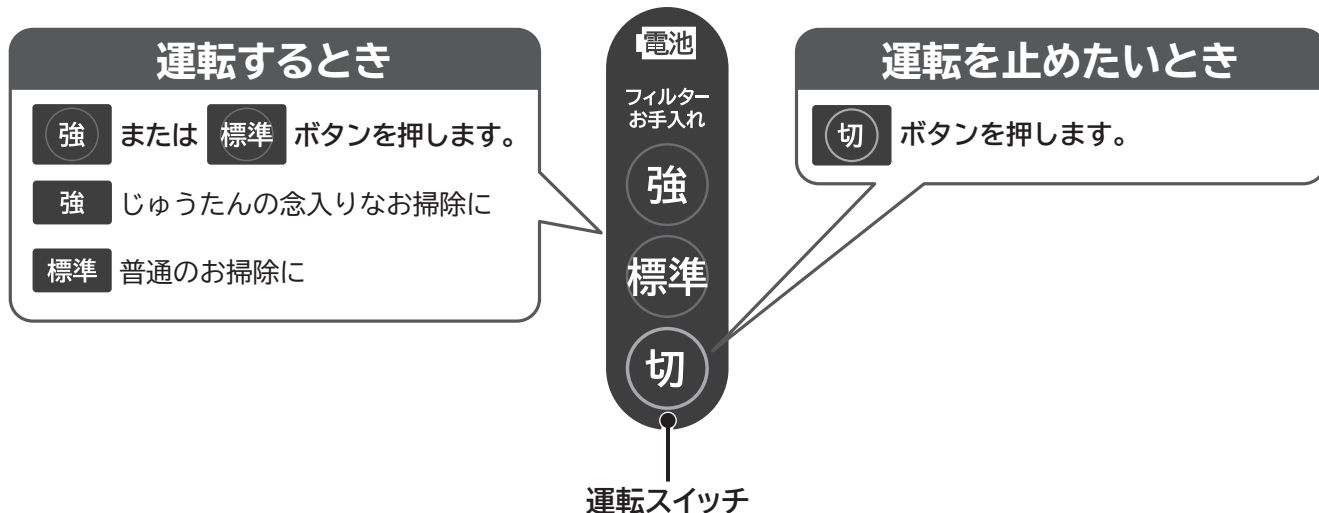 運転するとき
強 または 標準 ボタンを押します。
強 じゅうたんの念入りなお掃除に
標準 普通のお掃除に
電池
フィルター
お手入れ
強
標準
切
運転スイッチ
運転を止めたいとき
切 ボタンを押します。